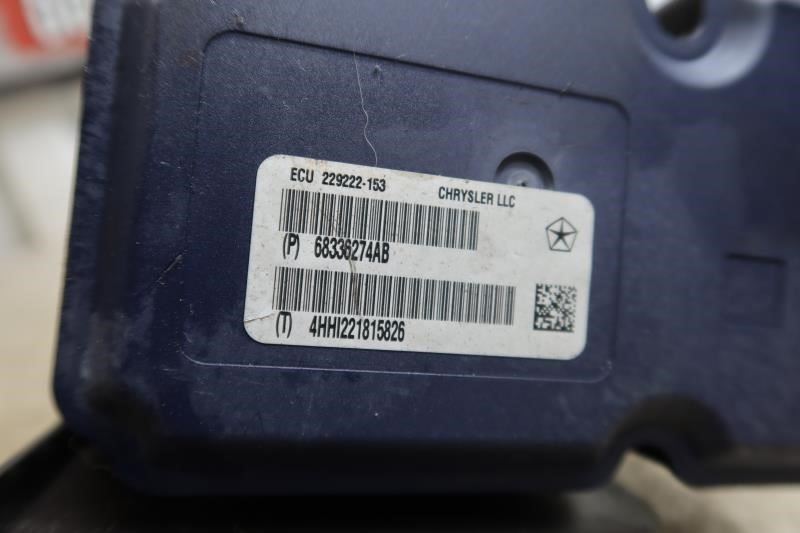 ECU 229222-153 CHRYSLER LLC
(P) 68336274AB
(T) 4HHI221815826